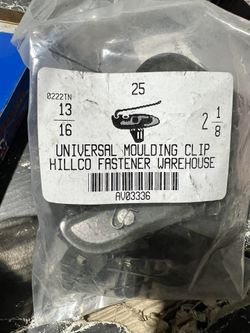 25
0222TN
13
16
2 1/8
UNIVERSAL MOULDING CLIP
HILLCO FASTENER WAREHOUSE
AV03336